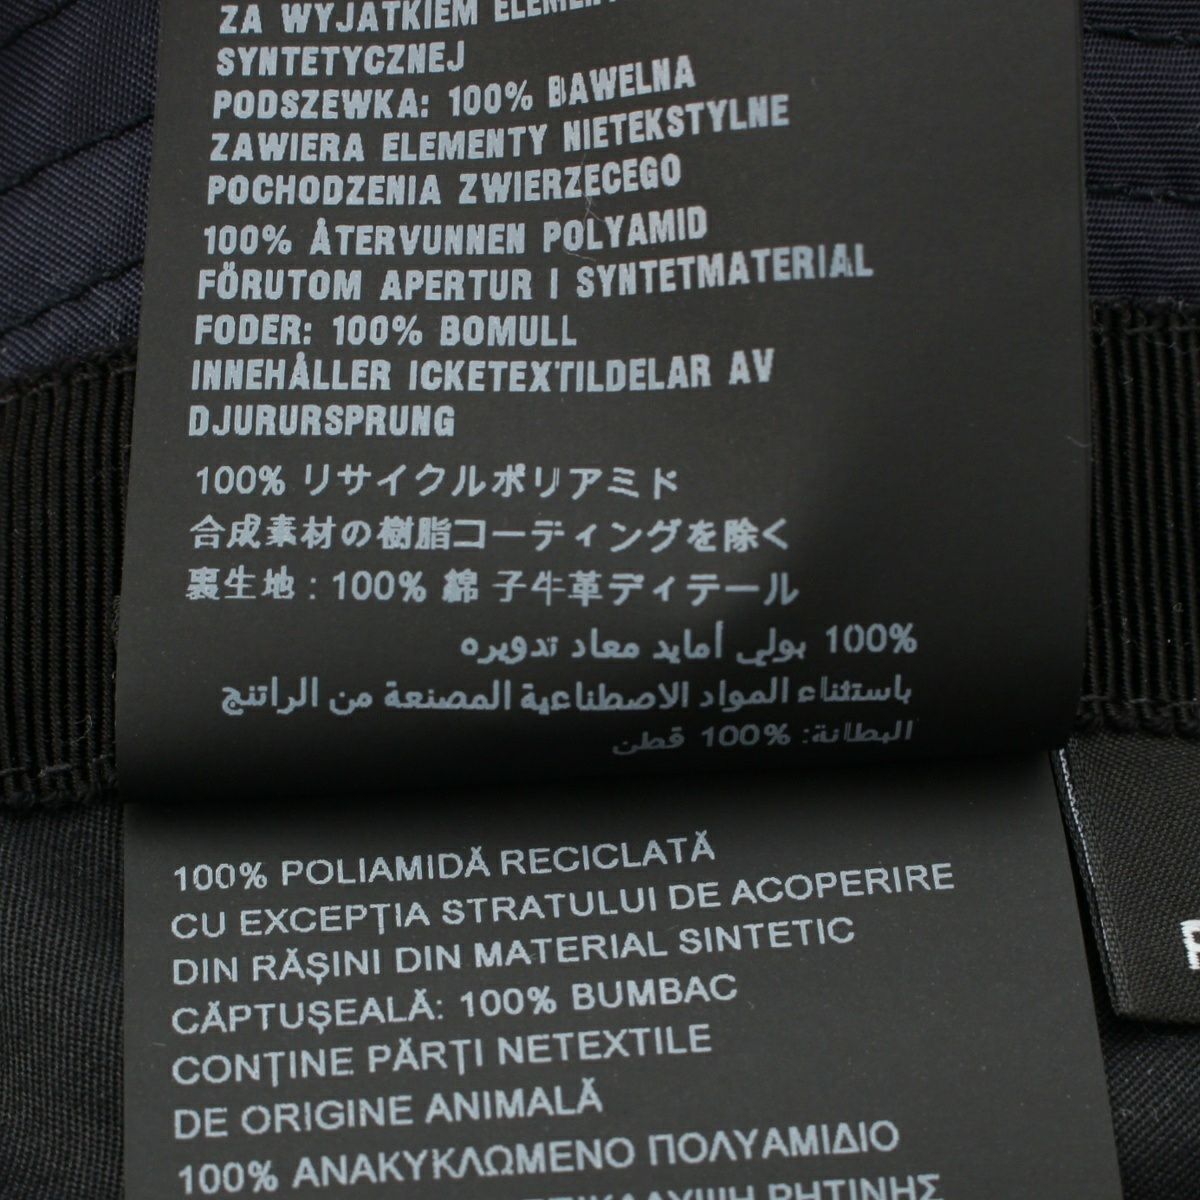 ZA WYJĄTKIEM
SYNTETYCZNEJ
PODSZEWKA: 100% BAWEŁNA
ZAWIERA ELEMENTY NIETEKSTYLNE
POCHODZENIA ZWIERZĘCEGO
100% ÅTERVUNNEN POLYAMID
FÖRUTOM APERTUR I SYNTETMATERIAL
FODER: 100% BOMULL
INNEHÅLLER ICKETEXTILDELAR AV
DJURURSPRUNG
100% リサイクルポリアミド
合成素材の樹脂コーティングを除く
裏生地 : 100% 綿 子牛革ディテール
100% بولي أمايد معاد تدويره
باستثناء المواد الاصطناعية المصنعة من الراتنج
البطانة: 100% قطن
100% POLIAMIDĂ RECICLATĂ
CU EXCEPȚIA STRATULUI DE ACOPERIRE
DIN RĂȘINI DIN MATERIAL SINTETIC
CĂPTUȘEALĂ: 100% BUMBAC
CONȚINE PĂRȚI NETEXTILE
DE ORIGINE ANIMALĂ
100% ΑΝΑΚΥΚΛΩΜΕΝΟ ΠΟΛΥΑΜΙΔΙΟ
ΡΗΤΙΝΗΣ